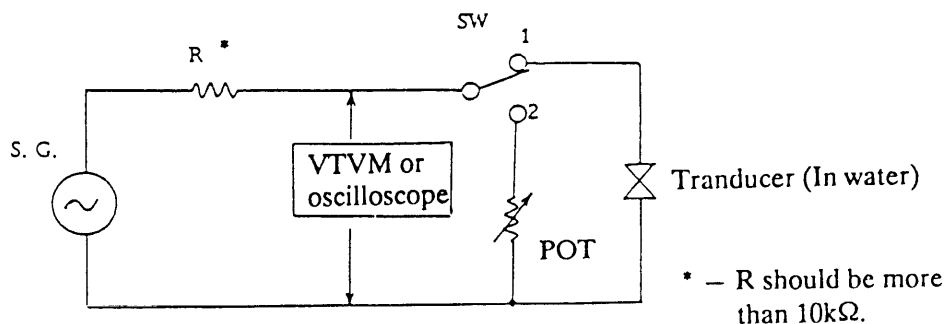 SW
1
R *
2
S. G.
VTVM or
oscilloscope
Tranducer (In water)
POT
* – R should be more
than 10kΩ.